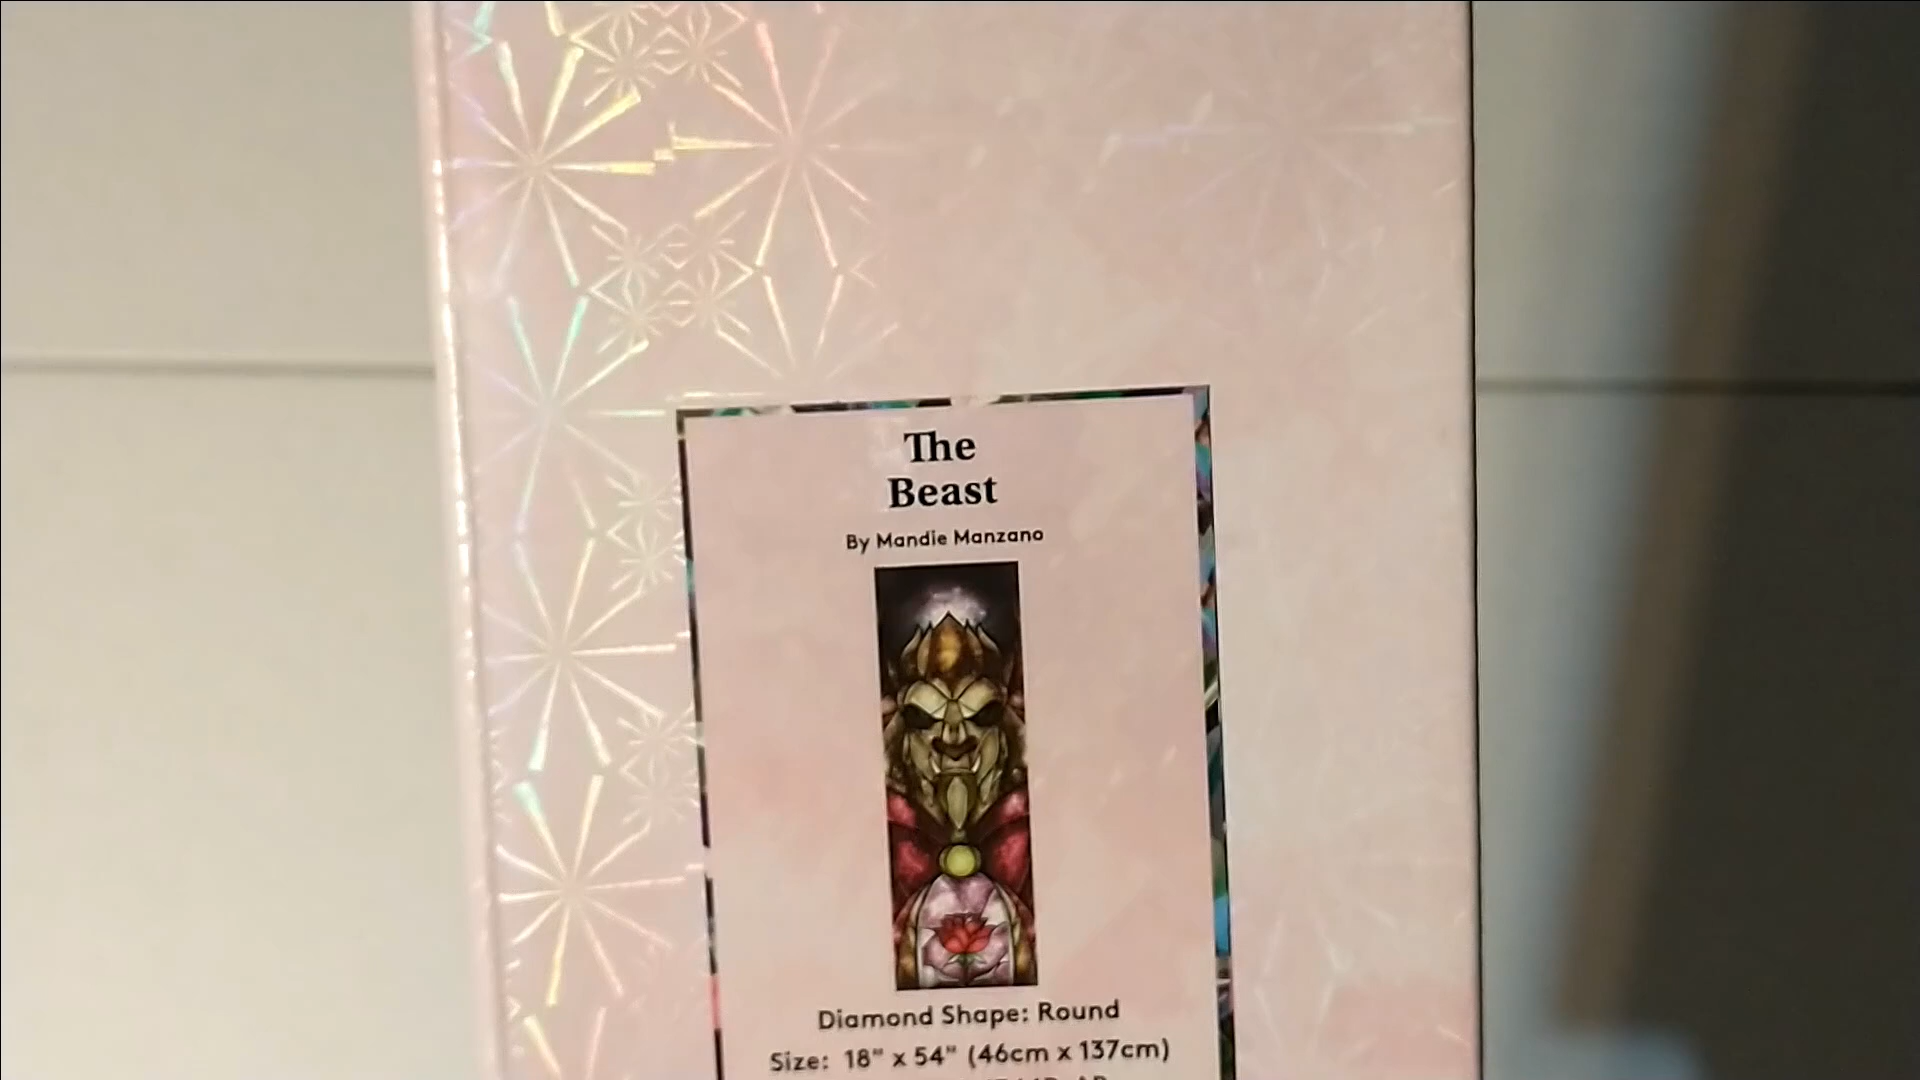 The
Beast
By Mandie Manzano
Diamond Shape: Round
Size: 18" x 54" (46cm x 137cm)